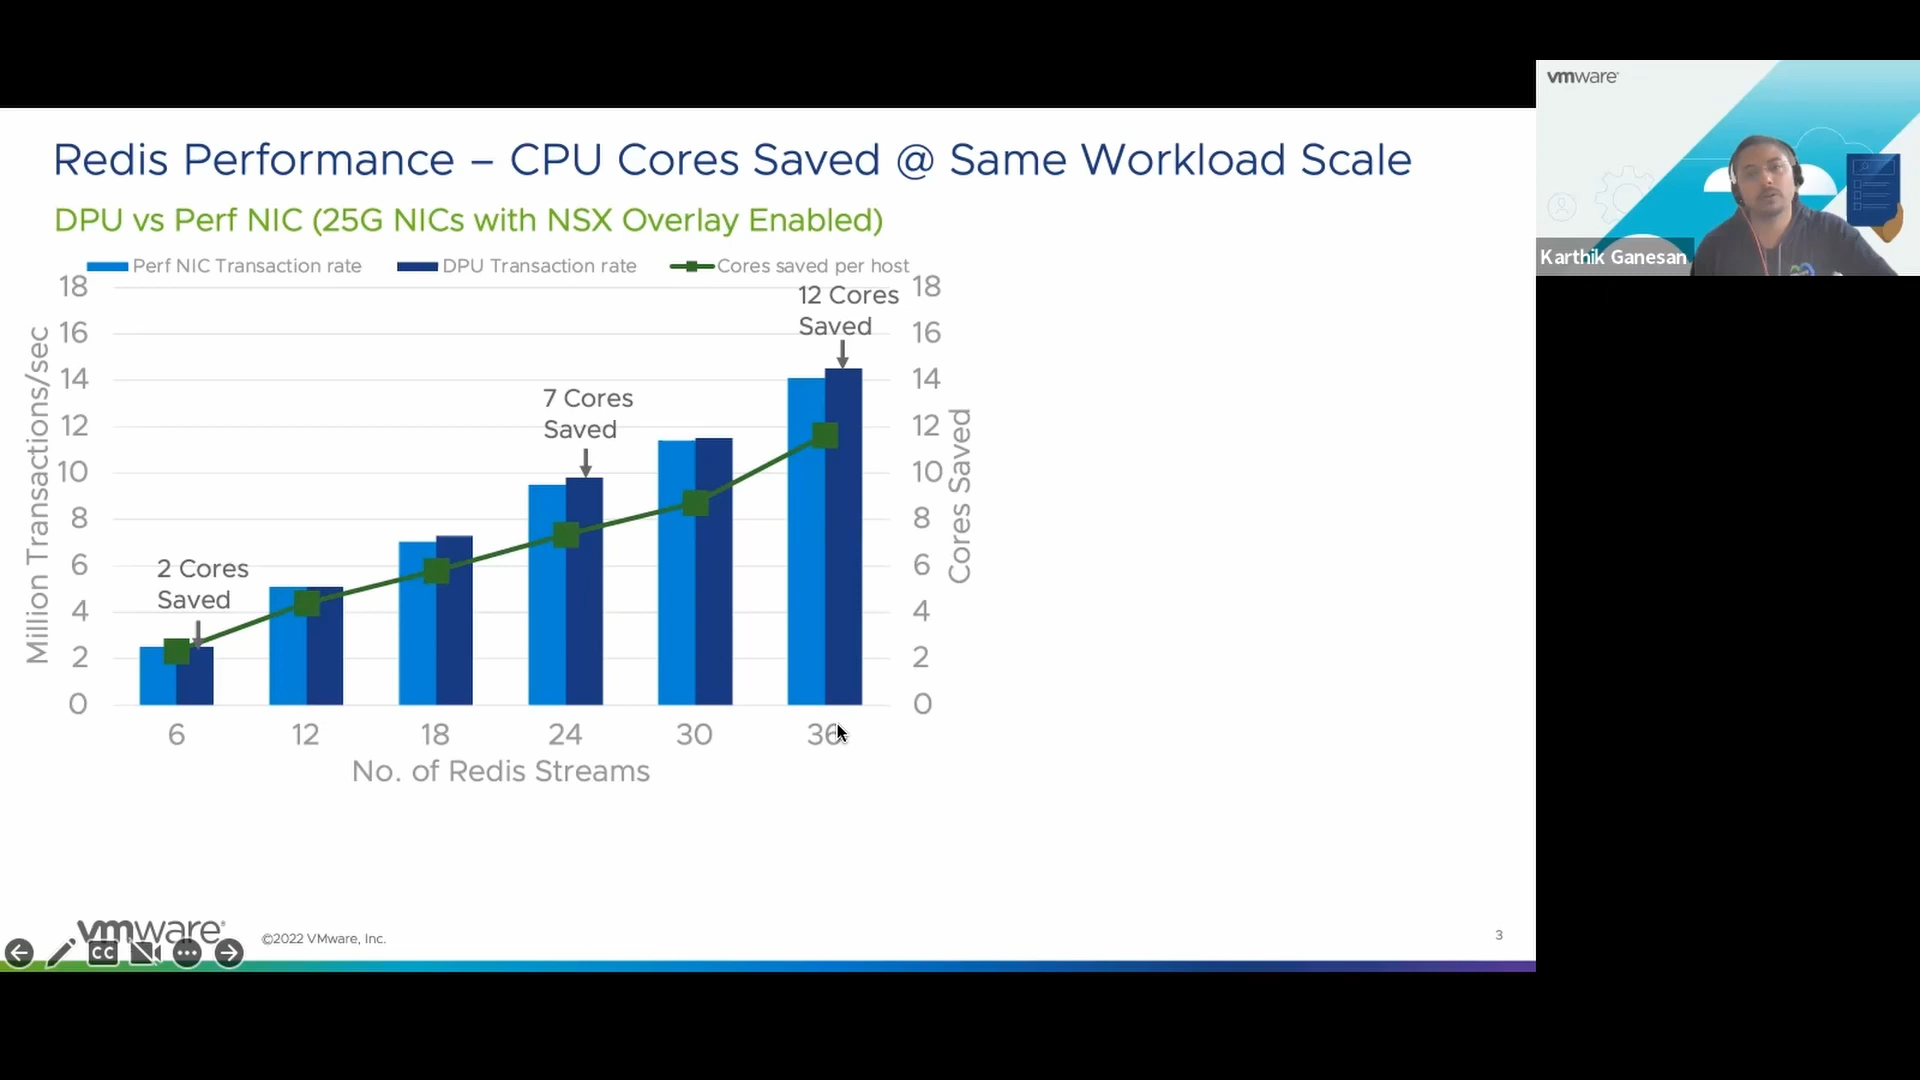 vmware
Redis Performance – CPU Cores Saved @ Same Workload Scale
DPU vs Perf NIC (25G NICs with NSX Overlay Enabled)
Karthik Ganesan
Perf NIC Transaction rate
DPU Transaction rate
Cores saved per host
18
16
14
12
10
8
6
4
2
0
Million Transactions/sec
2 Cores
Saved
7 Cores
Saved
12 Cores
Saved
18
16
14
12
10
8
6
4
2
0
Cores Saved
6
12
18
24
30
36
No. of Redis Streams
vmware
©2022 VMware, Inc.
3
CC